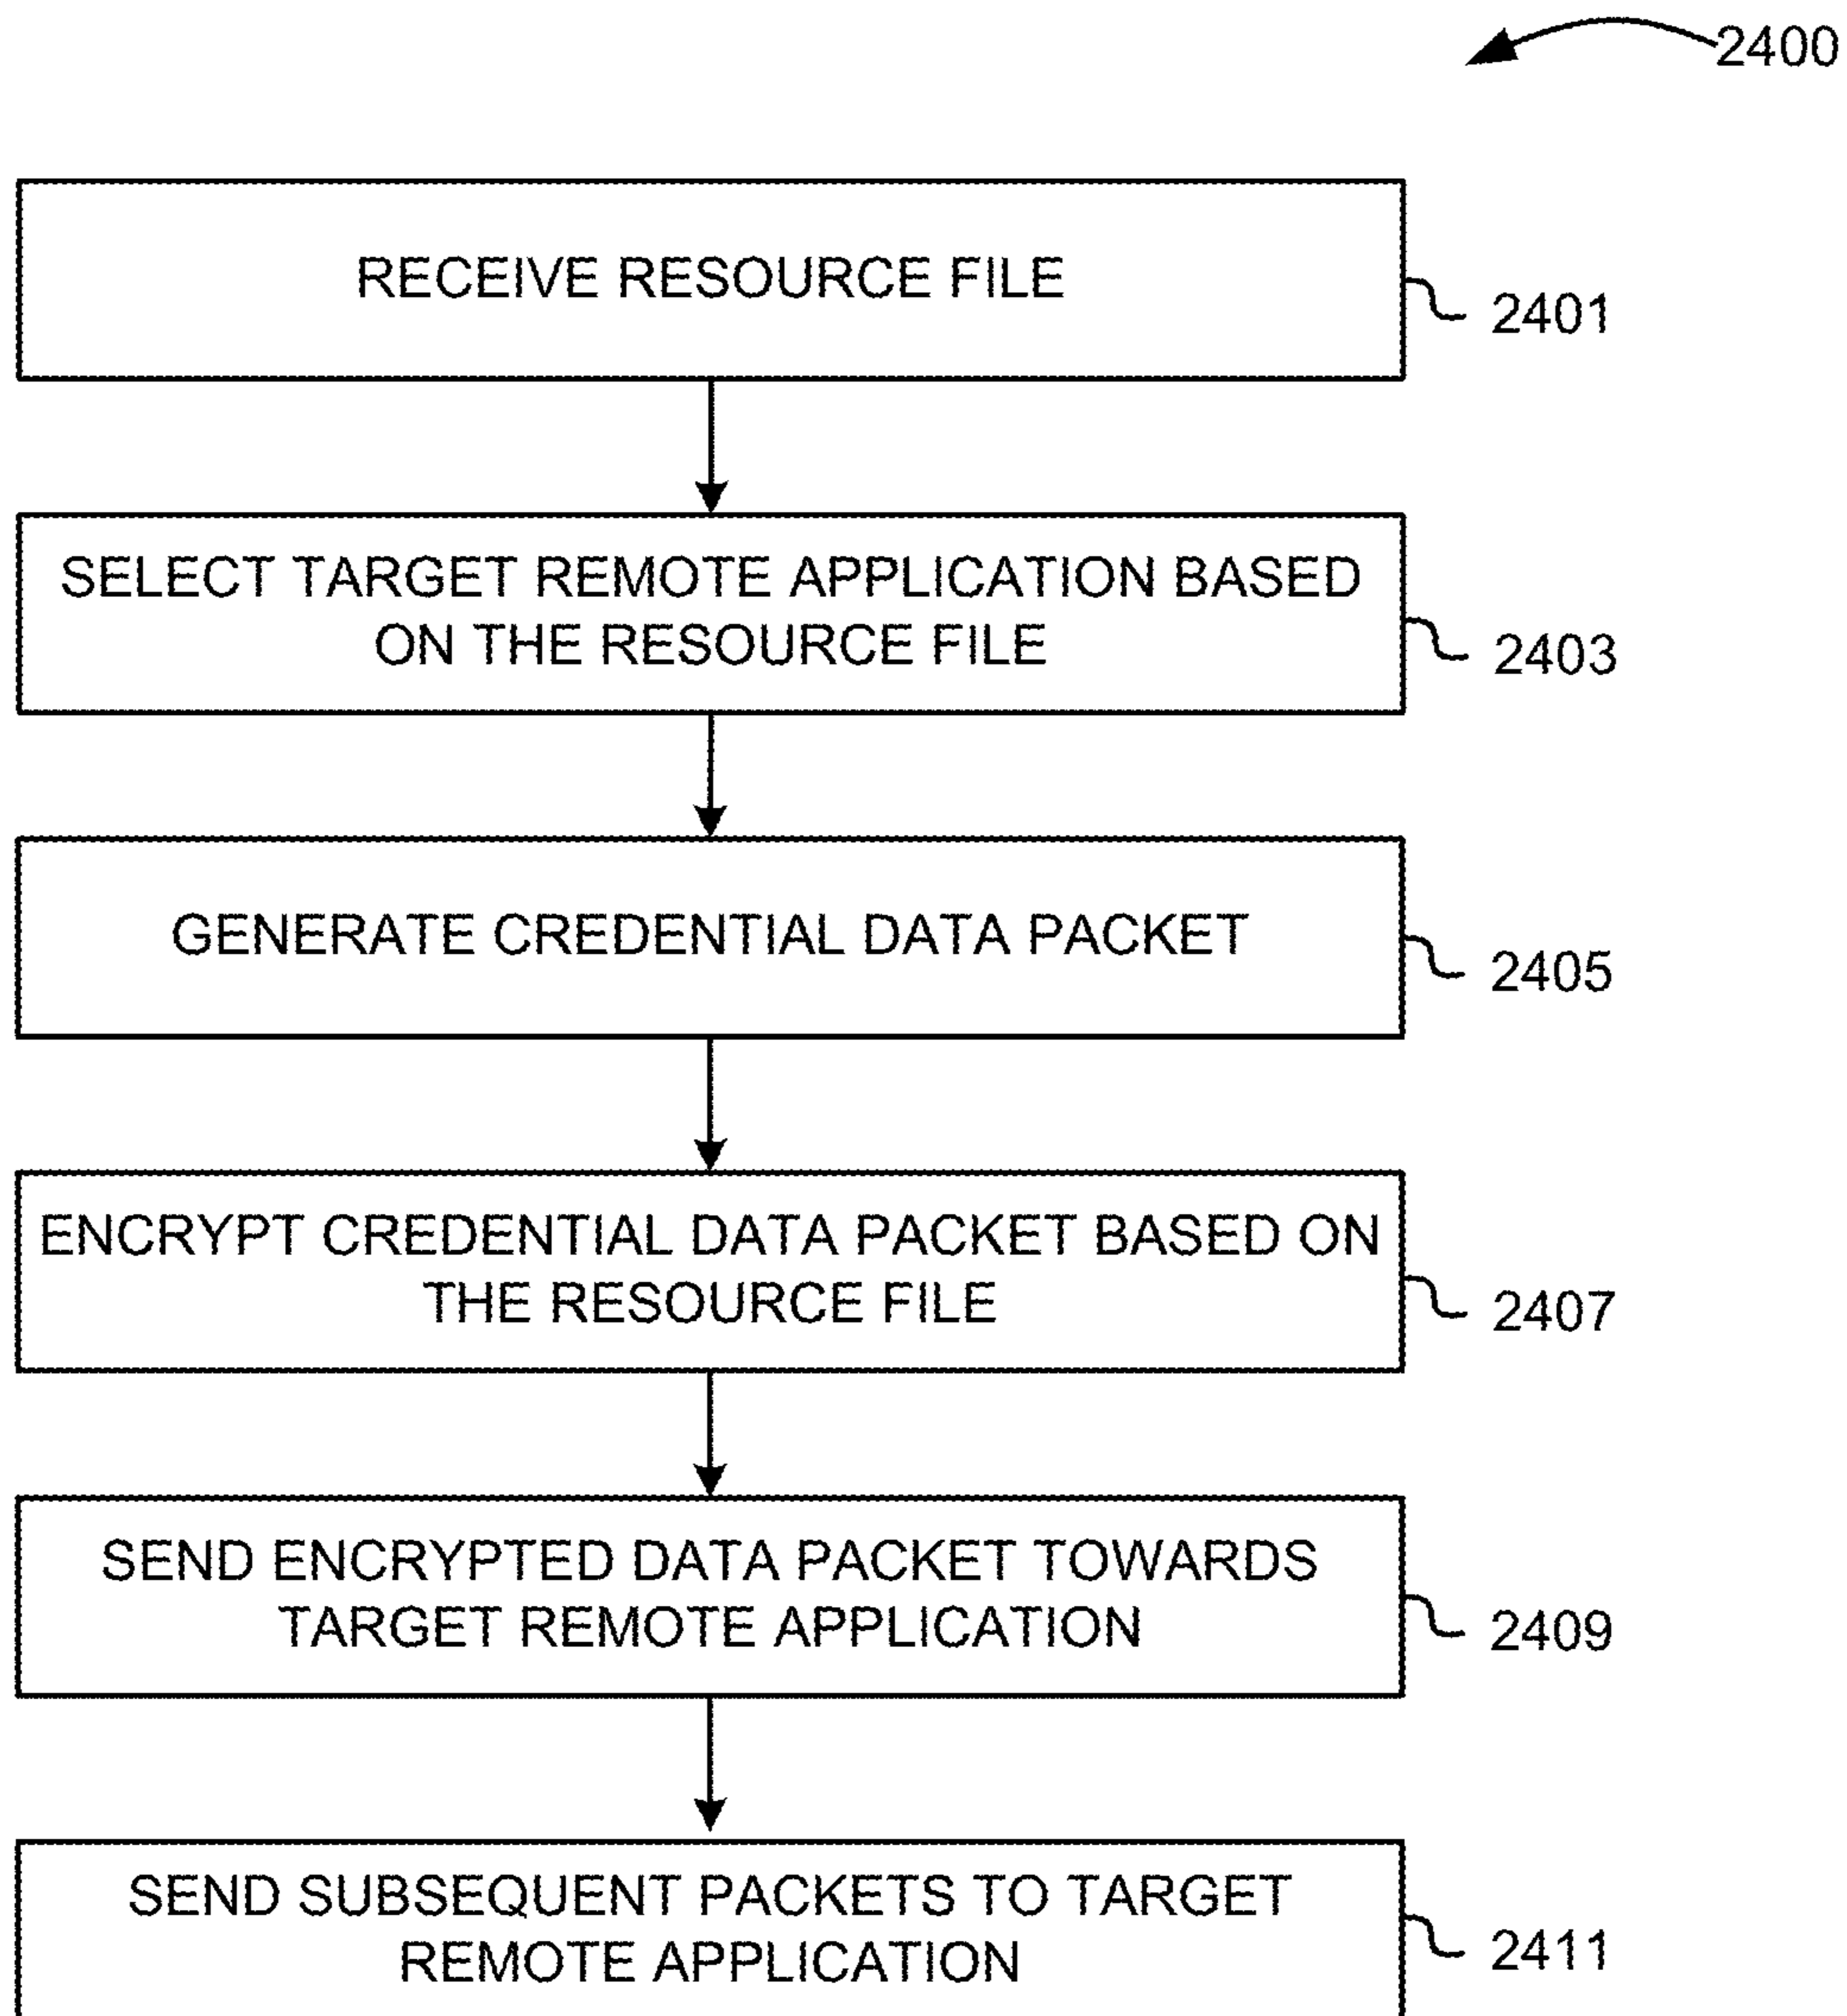 2400
RECEIVE RESOURCE FILE
2401
SELECT TARGET REMOTE APPLICATION BASED
ON THE RESOURCE FILE
2403
GENERATE CREDENTIAL DATA PACKET
2405
ENCRYPT CREDENTIAL DATA PACKET BASED ON
THE RESOURCE FILE
2407
SEND ENCRYPTED DATA PACKET TOWARDS
TARGET REMOTE APPLICATION
2409
SEND SUBSEQUENT PACKETS TO TARGET
REMOTE APPLICATION
2411